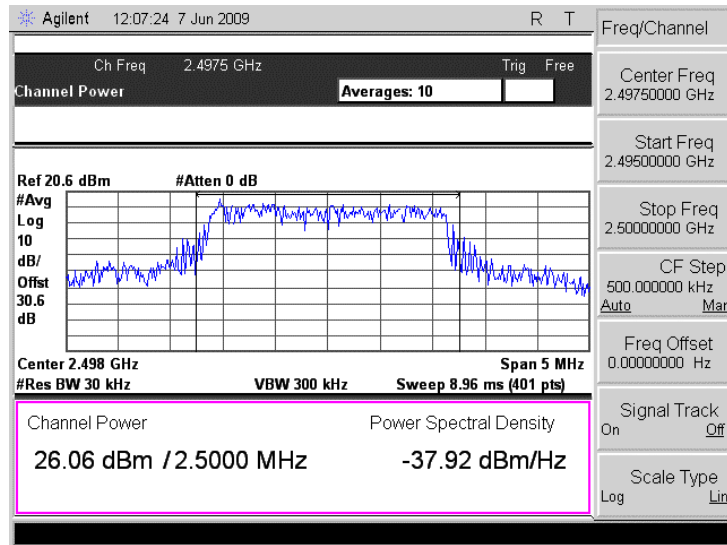 Agilent 12:07:24 7 Jun 2009 R T
Ch Freq 2.4975 GHz Trig Free
Channel Power Averages: 10
Ref 20.6 dBm #Atten 0 dB
#Avg
Log
10
dB/
Offst
30.6
dB
Center 2.498 GHz Span 5 MHz
#Res BW 30 kHz VBW 300 kHz Sweep 8.96 ms (401 pts)
Channel Power Power Spectral Density
26.06 dBm / 2.5000 MHz -37.92 dBm/Hz
Freq/Channel
Center Freq
2.49750000 GHz
Start Freq
2.49500000 GHz
Stop Freq
2.50000000 GHz
CF Step
500.000000 kHz
Auto Man
Freq Offset
0.00000000 Hz
Signal Track
On Off
Scale Type
Log Lin